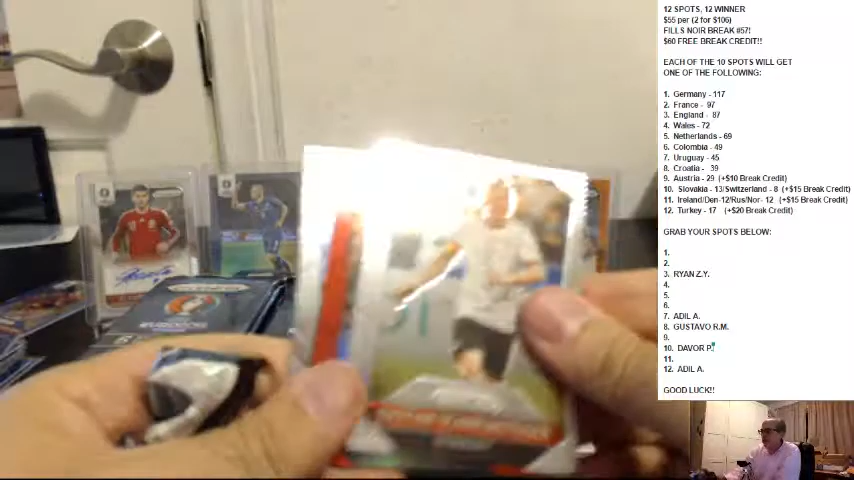 12 SPOTS, 12 WINNER
$55 per (2 for $106)
FILLS NOIR BREAK #57!
$60 FREE BREAK CREDIT!!
EACH OF THE 10 SPOTS WILL GET
ONE OF THE FOLLOWING:
1. Germany - 117
2. France - 97
3. England - 87
4. Wales - 72
5. Netherlands - 69
6. Colombia - 49
7. Uruguay - 45
8. Croatia - 39
9. Austria - 29 (+$10 Break Credit)
10. Slovakia - 13/Switzerland - 8 (+$15 Break Credit)
11. Ireland/Den-12/Rus/Nor- 12 (+$15 Break Credit)
12. Turkey - 17 (+$20 Break Credit)
GRAB YOUR SPOTS BELOW:
1.
2.
3. RYAN Z.Y.
4.
5.
6.
7. ADIL A.
8. GUSTAVO R.M.
9.
10. DAVOR P.
11.
12. ADIL A.
GOOD LUCK!!